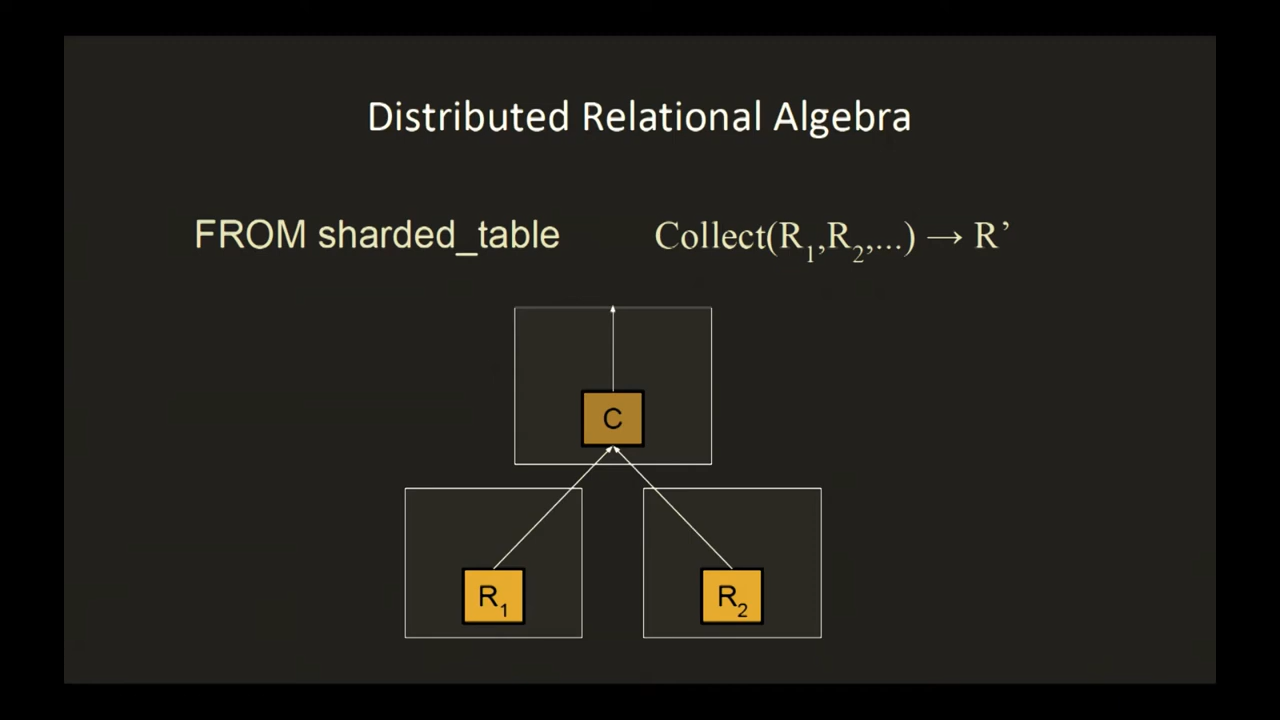 Distributed Relational Algebra
FROM sharded_table
Collect(R₁,R₂,...) → R’
C
R₁
R₂